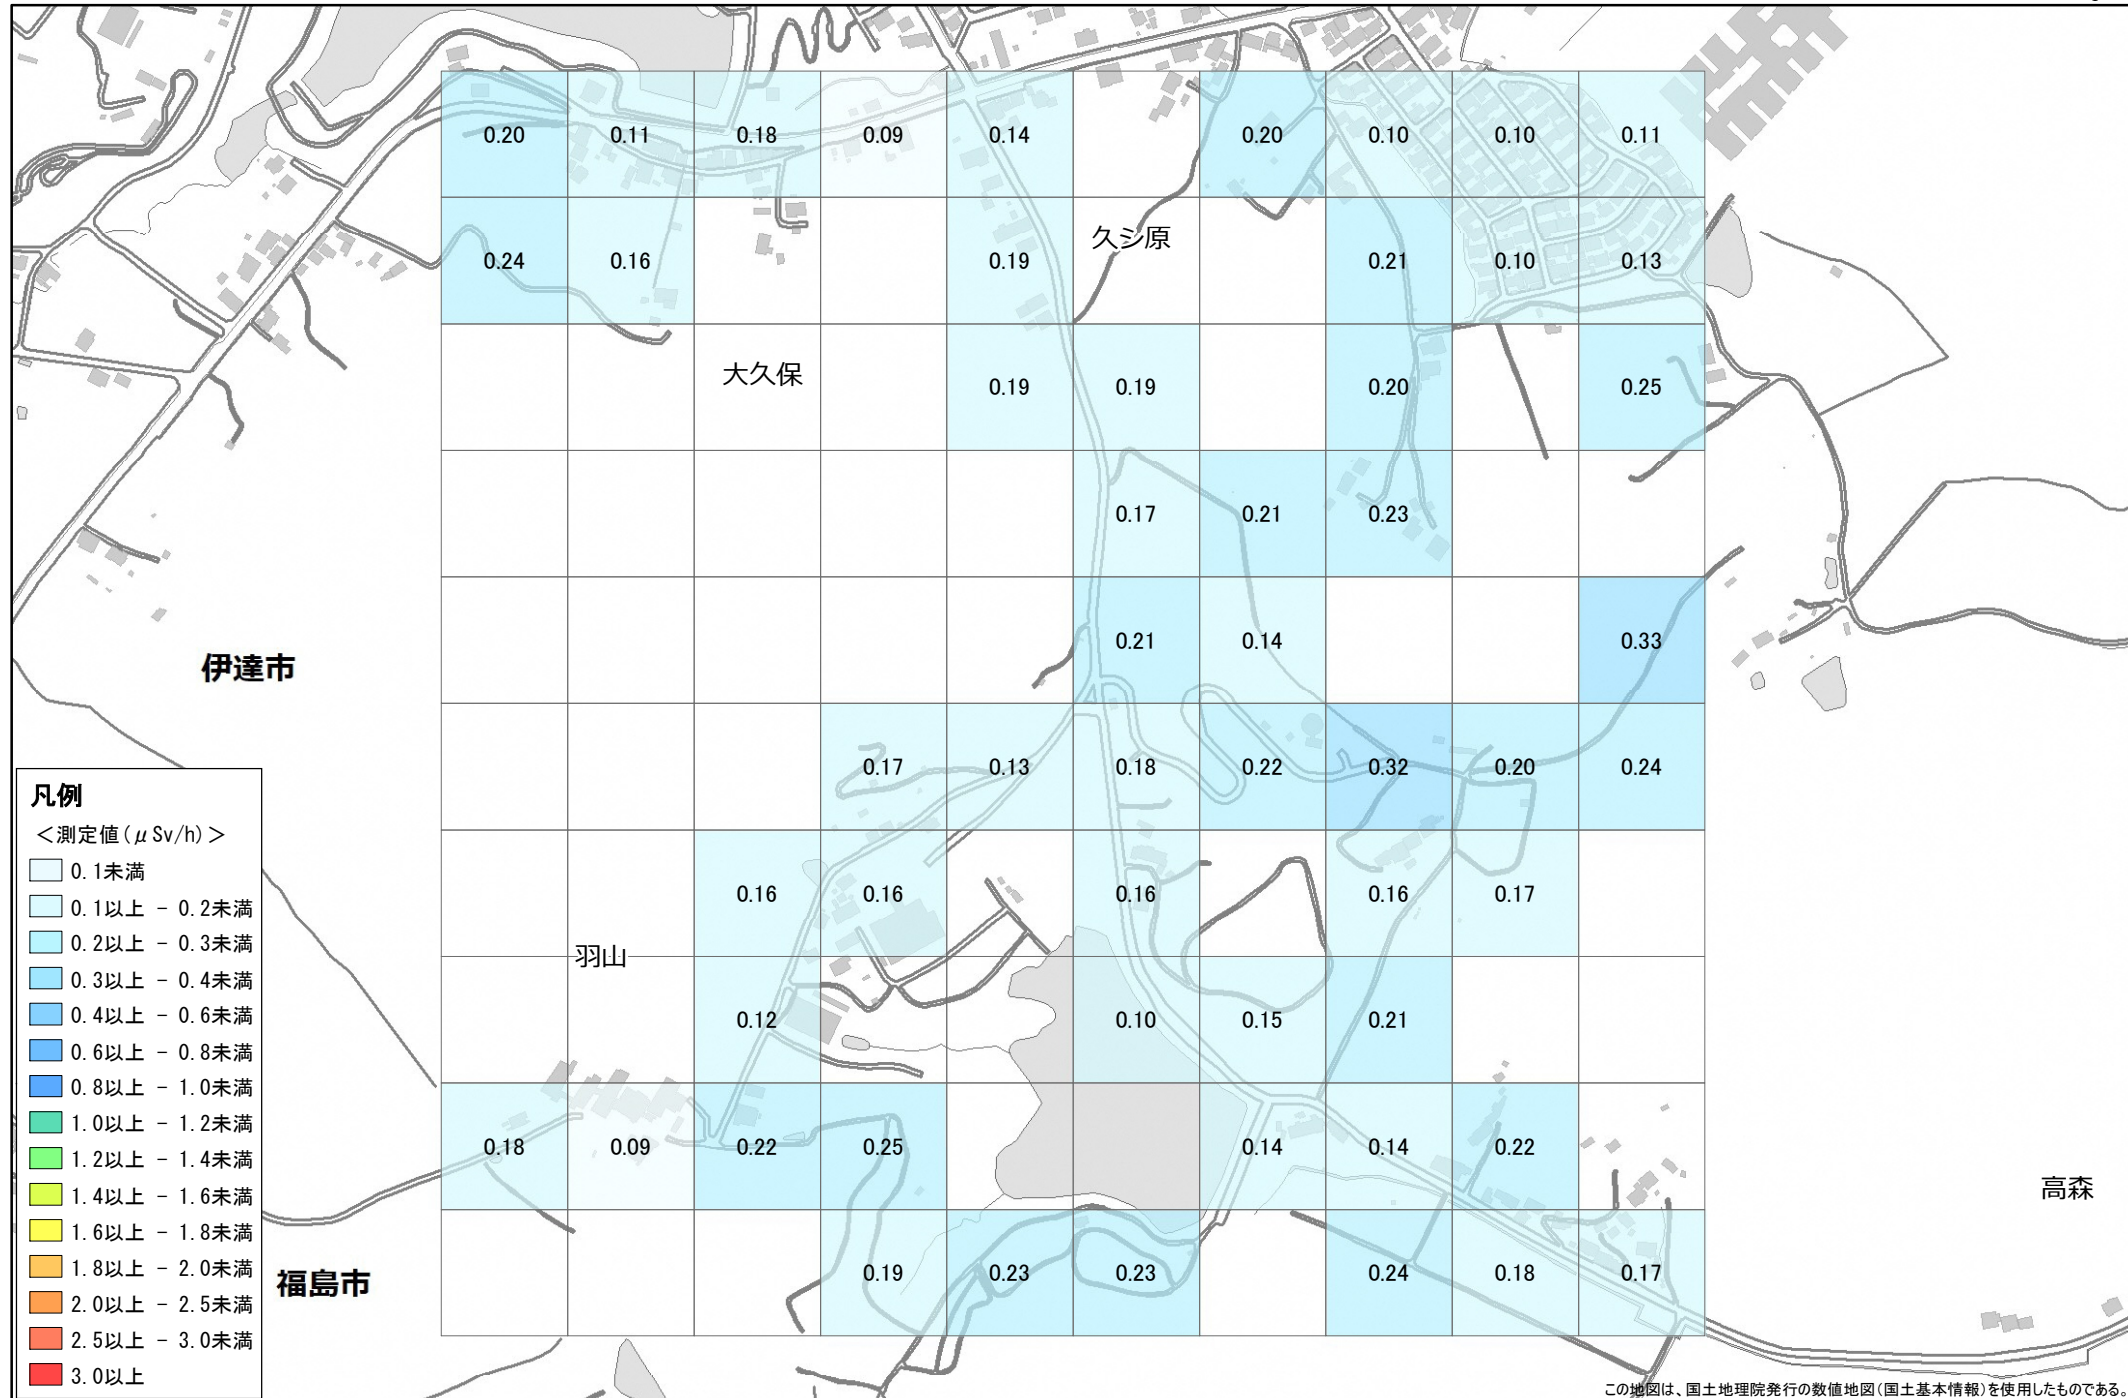 0.20 0.11 0.18 0.09 0.14 0.20 0.10 0.10 0.11
久シ原
0.24 0.16 0.19 0.21 0.10 0.13
大久保
0.19 0.19 0.20 0.25
0.17 0.21 0.23
0.21 0.14 0.33
伊達市
0.17 0.13 0.18 0.22 0.32 0.20 0.24
0.16 0.16 0.16 0.16 0.17
羽山
0.12 0.10 0.15 0.21
0.18 0.09 0.22 0.25 0.14 0.14 0.22
高森
0.19 0.23 0.23 0.24 0.18 0.17
福島市
凡例
＜測定値(μSv/h)＞
0.1未満
0.1以上 － 0.2未満
0.2以上 － 0.3未満
0.3以上 － 0.4未満
0.4以上 － 0.6未満
0.6以上 － 0.8未満
0.8以上 － 1.0未満
1.0以上 － 1.2未満
1.2以上 － 1.4未満
1.4以上 － 1.6未満
1.6以上 － 1.8未満
1.8以上 － 2.0未満
2.0以上 － 2.5未満
2.5以上 － 3.0未満
3.0以上
この地図は、国土地理院発行の数値地図(国土基本情報)を使用したものである。